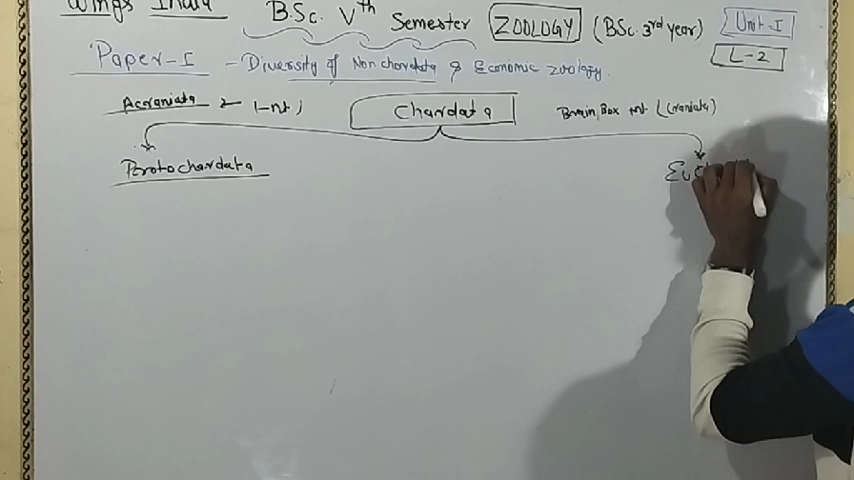 Wings India B.Sc. Vth Semester ZOOLOGY (BSc. 3rd year) Unit-I
L-2
Paper-I - Diversity of Non chordata & Economic zoology.
Acraniata
Chordata
Brain Box (Craniata)
Protochordata
Eu